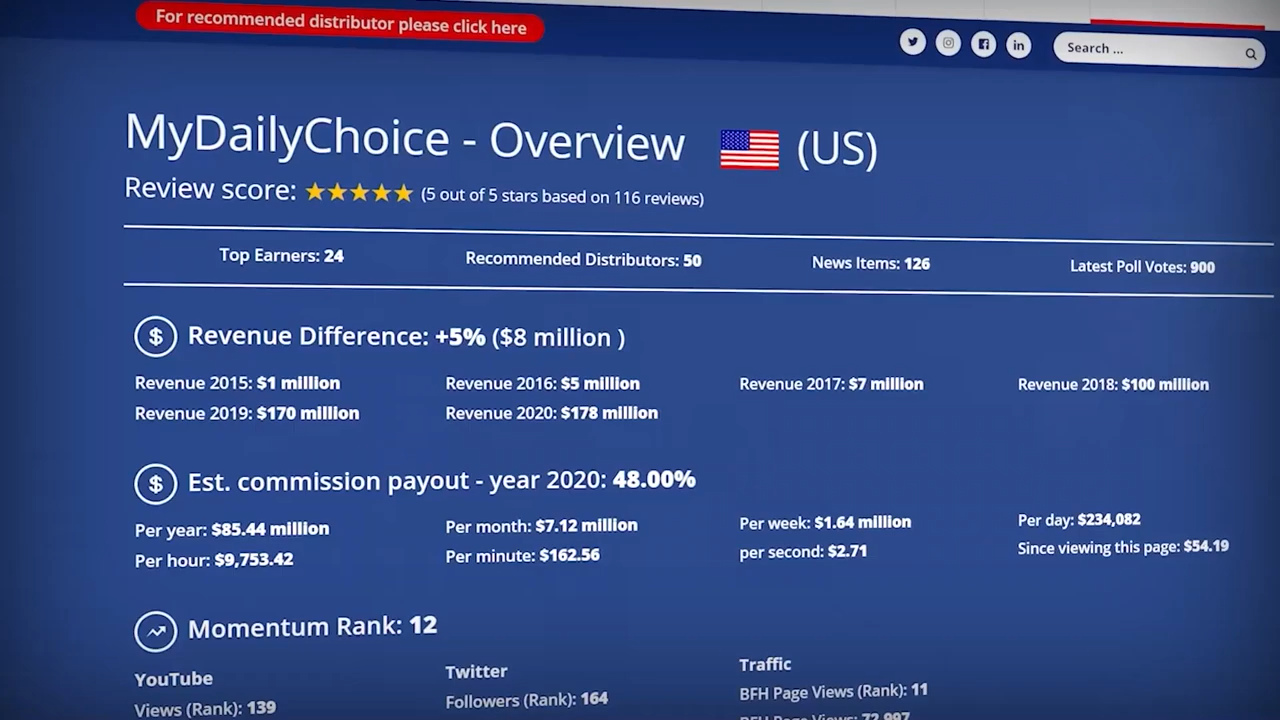 For recommended distributor please click here
Search ...
MyDailyChoice - Overview (US)
Review score: (5 out of 5 stars based on 116 reviews)
Top Earners: 24 Recommended Distributors: 50 News Items: 126 Latest Poll Votes: 900
$ Revenue Difference: +5% ($8 million )
Revenue 2015: $1 million Revenue 2016: $5 million Revenue 2017: $7 million Revenue 2018: $100 million
Revenue 2019: $170 million Revenue 2020: $178 million
$ Est. commission payout - year 2020: 48.00%
Per year: $85.44 million Per month: $7.12 million Per week: $1.64 million Per day: $234,082
Per hour: $9,753.42 Per minute: $162.56 per second: $2.71 Since viewing this page: $54.19
Momentum Rank: 12
YouTube Twitter Traffic
Views (Rank): 139 Followers (Rank): 164 BFH Page Views (Rank): 11
BFH Page Views: 72,997